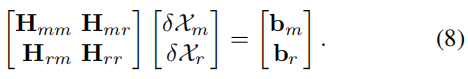 [H_mm H_mr; H_rm H_rr] [δX_m; δX_r] = [b_m; b_r]. (8)